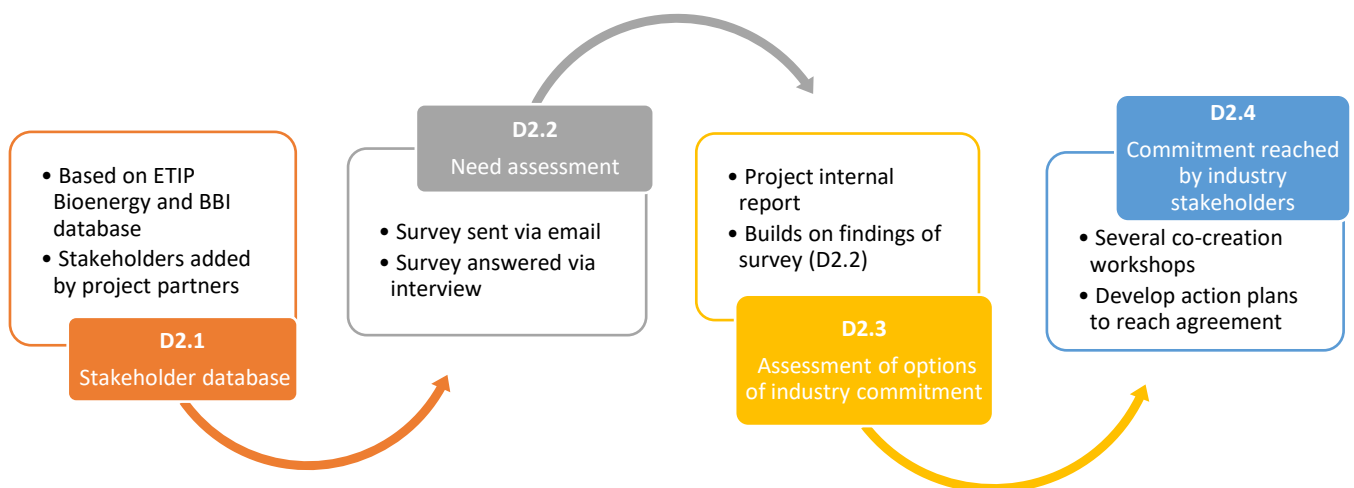 • Based on ETIP
Bioenergy and BBI
database
• Stakeholders added
by project partners
D2.1
Stakeholder database
D2.2
Need assessment
• Survey sent via email
• Survey answered via
interview
• Project internal
report
• Builds on findings of
survey (D2.2)
D2.3
Assessment of options
of industry commitment
D2.4
Commitment reached
by industry
stakeholders
• Several co-creation
workshops
• Develop action plans
to reach agreement